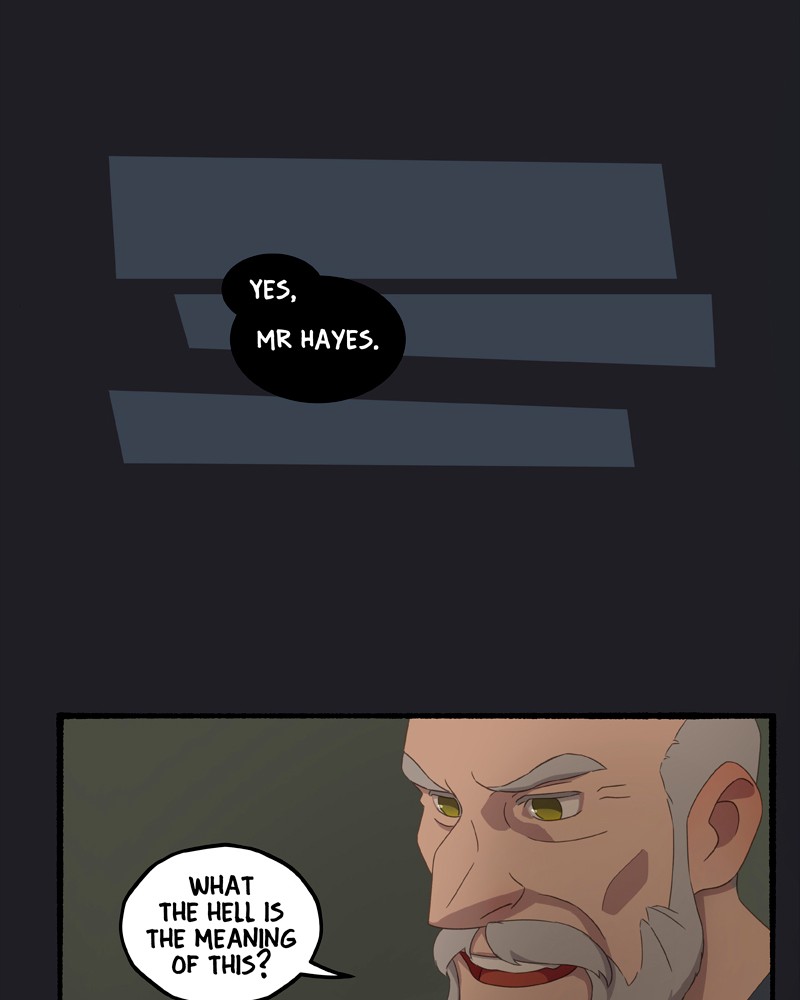 YES,
MR HAYES.
WHAT
THE HELL IS
THE MEANING
OF THIS?